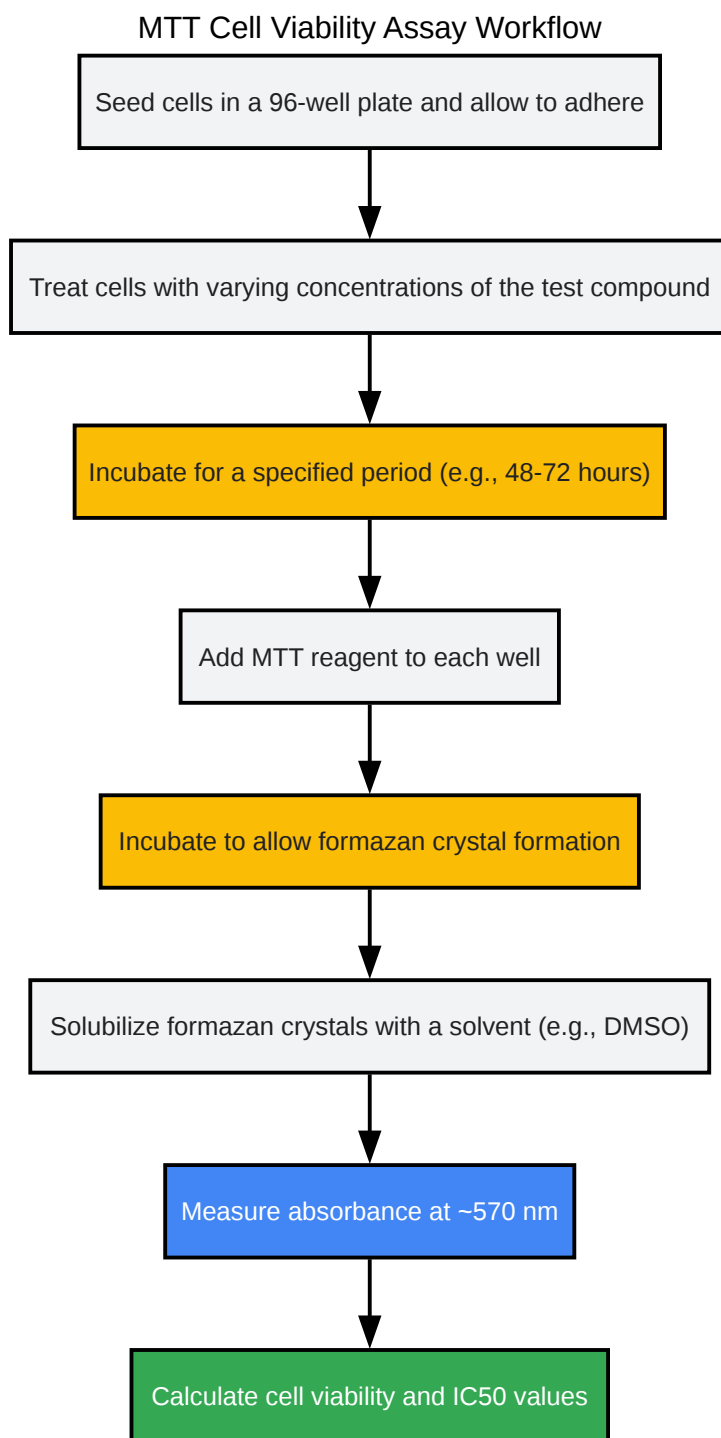 MTT Cell Viability Assay Workflow
Seed cells in a 96-well plate and allow to adhere
Treat cells with varying concentrations of the test compound
Incubate for a specified period (e.g., 48-72 hours)
Add MTT reagent to each well
Incubate to allow formazan crystal formation
Solubilize formazan crystals with a solvent (e.g., DMSO)
Measure absorbance at ~570 nm
Calculate cell viability and IC50 values